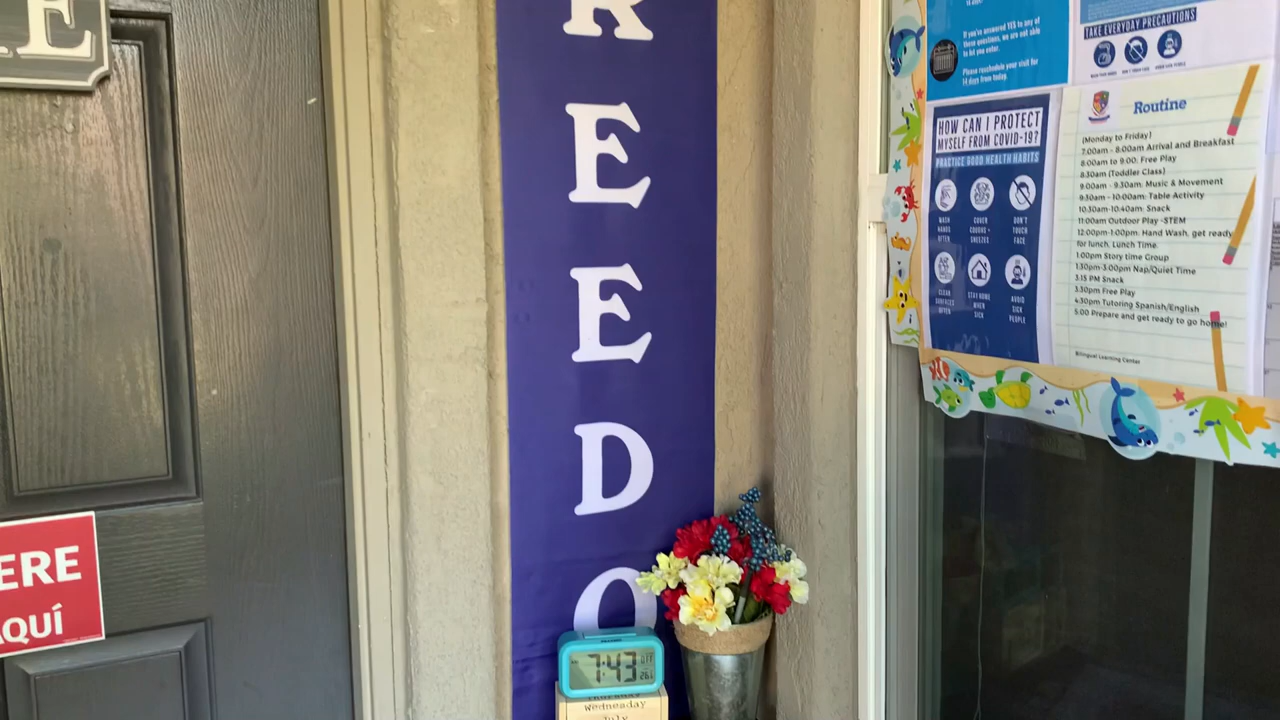 E
ERE
AQUÍ
R
E
E
D
O
7:43
OFF
Wednesday
July
14 days.
If you've answered YES to any of
these questions, we are not able
to let you enter.
Please reschedule your visit for
14 days from today.
TAKE EVERYDAY PRECAUTIONS
HOW CAN I PROTECT
MYSELF FROM COVID-19?
PRACTICE GOOD HEALTH HABITS
WASH HANDS OFTEN
COVER COUGHS + SNEEZES
DON'T TOUCH FACE
CLEAN SURFACES OFTEN
STAY HOME WHEN SICK
AVOID SICK PEOPLE
Routine
(Monday to Friday)
7:00am - 8:00am Arrival and Breakfast
8:00am to 9:00: Free Play
8:30am (Toddler Class)
9:00am - 9:30am: Music & Movement
9:30am - 10:00am: Table Activity
10:30am-10:40am: Snack
11:00am Outdoor Play -STEM
12:00pm-1:00pm: Hand Wash, get ready
for lunch, Lunch Time.
1:00pm Story time Group
1:30pm-3:00pm Nap/Quiet Time
3:15 PM Snack
3:30pm Free Play
4:30pm Tutoring Spanish/English
5:00 Prepare and get ready to go home!
Bilingual Learning Center